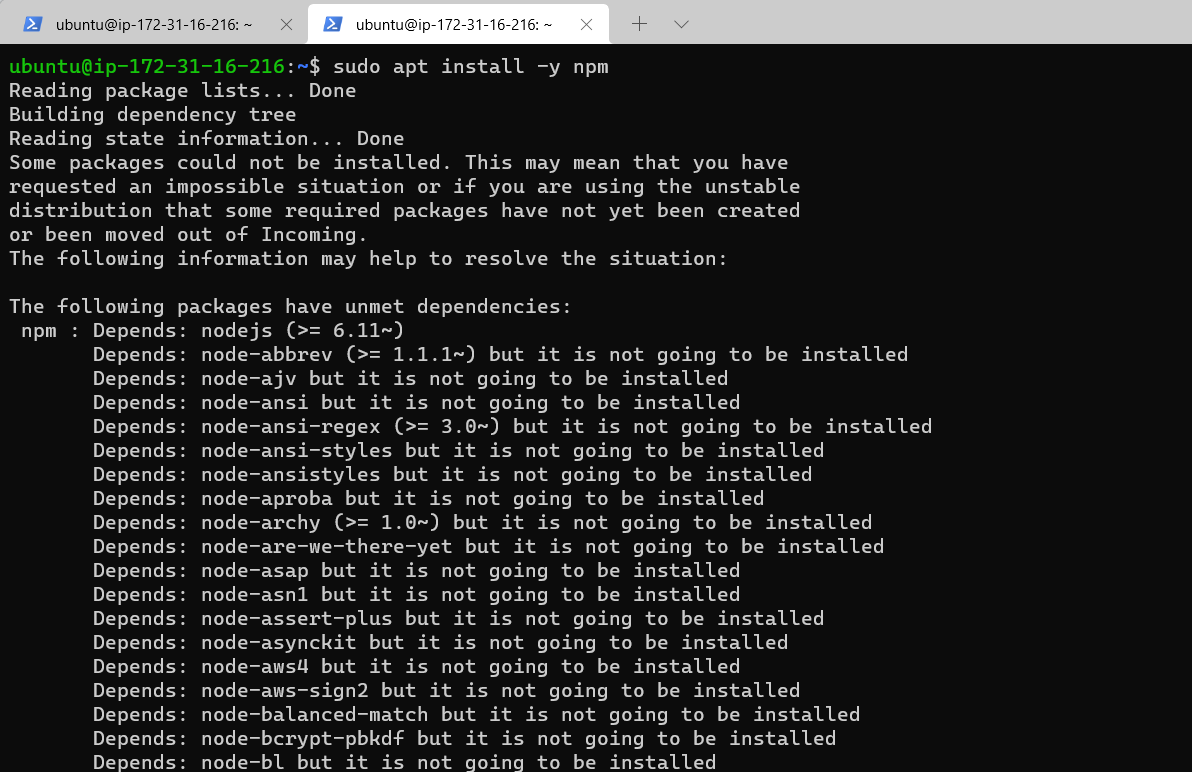 ubuntu@ip-172-31-16-216: ~
ubuntu@ip-172-31-16-216: ~
ubuntu@ip-172-31-16-216:~$ sudo apt install -y npm
Reading package lists... Done
Building dependency tree
Reading state information... Done
Some packages could not be installed. This may mean that you have
requested an impossible situation or if you are using the unstable
distribution that some required packages have not yet been created
or been moved out of Incoming.
The following information may help to resolve the situation:
The following packages have unmet dependencies:
npm : Depends: nodejs (>= 6.11~)
Depends: node-abbrev (>= 1.1.1~) but it is not going to be installed
Depends: node-ajv but it is not going to be installed
Depends: node-ansi but it is not going to be installed
Depends: node-ansi-regex (>= 3.0~) but it is not going to be installed
Depends: node-ansi-styles but it is not going to be installed
Depends: node-ansistyles but it is not going to be installed
Depends: node-aproba but it is not going to be installed
Depends: node-archy (>= 1.0~) but it is not going to be installed
Depends: node-are-we-there-yet but it is not going to be installed
Depends: node-asap but it is not going to be installed
Depends: node-asn1 but it is not going to be installed
Depends: node-assert-plus but it is not going to be installed
Depends: node-asynckit but it is not going to be installed
Depends: node-aws4 but it is not going to be installed
Depends: node-aws-sign2 but it is not going to be installed
Depends: node-balanced-match but it is not going to be installed
Depends: node-bcrypt-pbkdf but it is not going to be installed
Depends: node-bl but it is not going to be installed